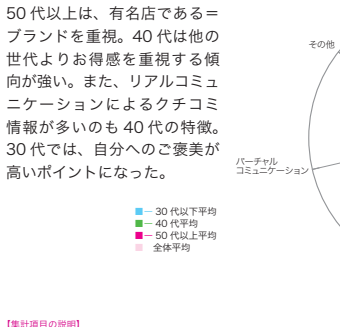 50 代以上は、有名店である＝
ブランドを重視。40 代は他の
世代よりお得感を重視する傾
向が強い。また、リアルコミュ
ニケーションによるクチコミ
情報が多いのも 40 代の特徴。
30 代では、自分へのご褒美が
高いポイントになった。
その他
バーチャル
コミュニケーション
30 代以下平均
40 代平均
50 代以上平均
全体平均
【集計項目の説明】